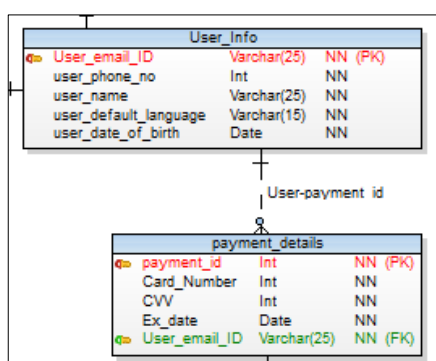 User_Info
User_email_ID Varchar(25) NN (PK)
user_phone_no Int NN
user_name Varchar(25) NN
user_default_language Varchar(15) NN
user_date_of_birth Date NN
User-payment id
payment_details
payment_id Int NN (PK)
Card_Number Int NN
CVV Int NN
Ex_date Date NN
User_email_ID Varchar(25) NN (FK)